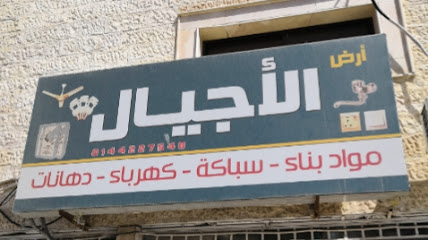 أرض
الأجيال
مواد بناء - سباكة - كهرباء - دهانات